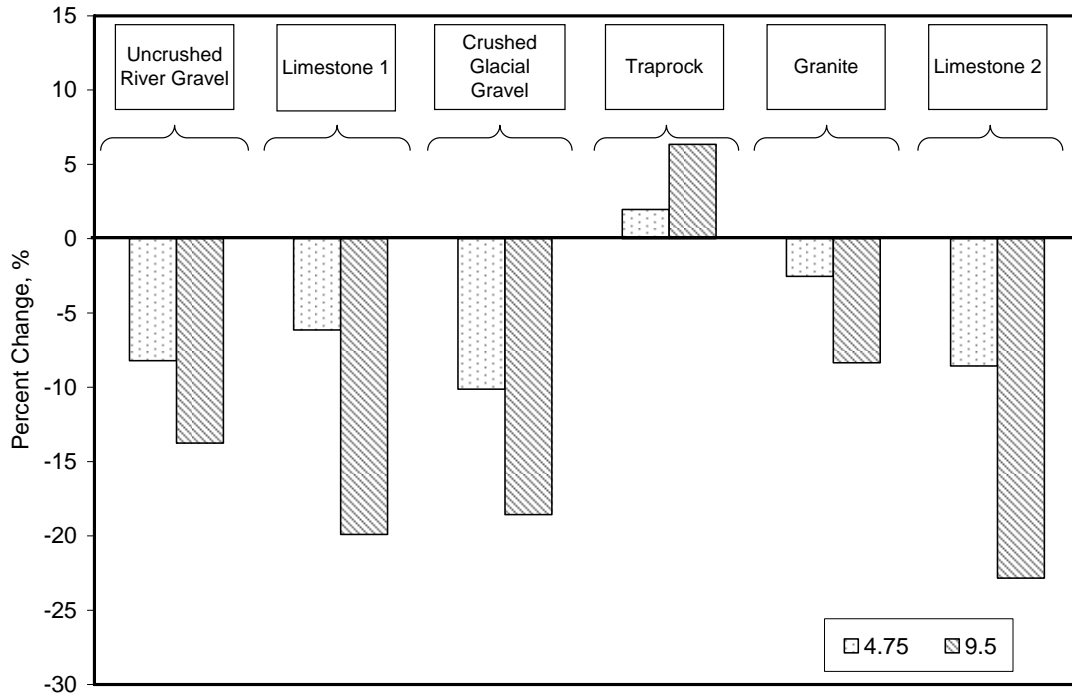 15
10
5
0
-5
-10
-15
-20
-25
-30
Percent Change, %
Uncrushed
River Gravel
Limestone 1
Crushed
Glacial
Gravel
Traprock
Granite
Limestone 2
4.75
9.5